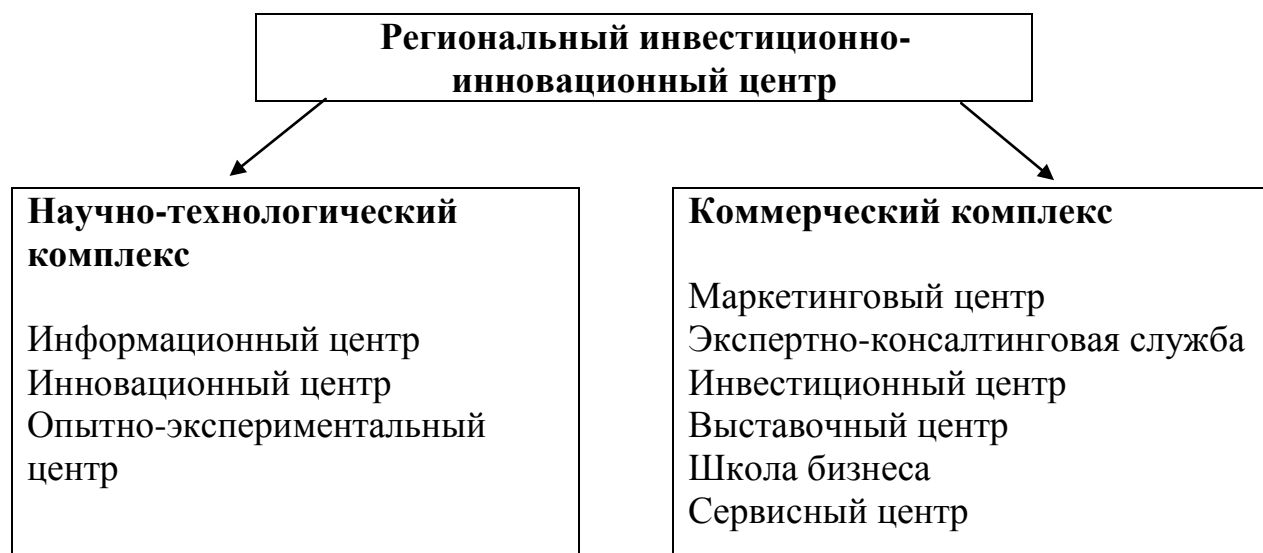 Региональный инвестиционно-
инновационный центр
Научно-технологический
комплекс
Информационный центр
Инновационный центр
Опытно-экспериментальный
центр
Коммерческий комплекс
Маркетинговый центр
Экспертно-консалтинговая служба
Инвестиционный центр
Выставочный центр
Школа бизнеса
Сервисный центр